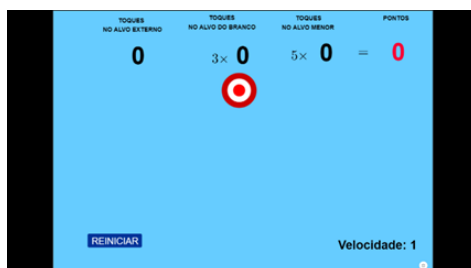 TOQUES
NO ALVO EXTERNO
TOQUES
NO ALVO DO BRANCO
TOQUES
NO ALVO MENOR
PONTOS
0 3× 0 5× 0 = 0
REINICIAR
Velocidade: 1